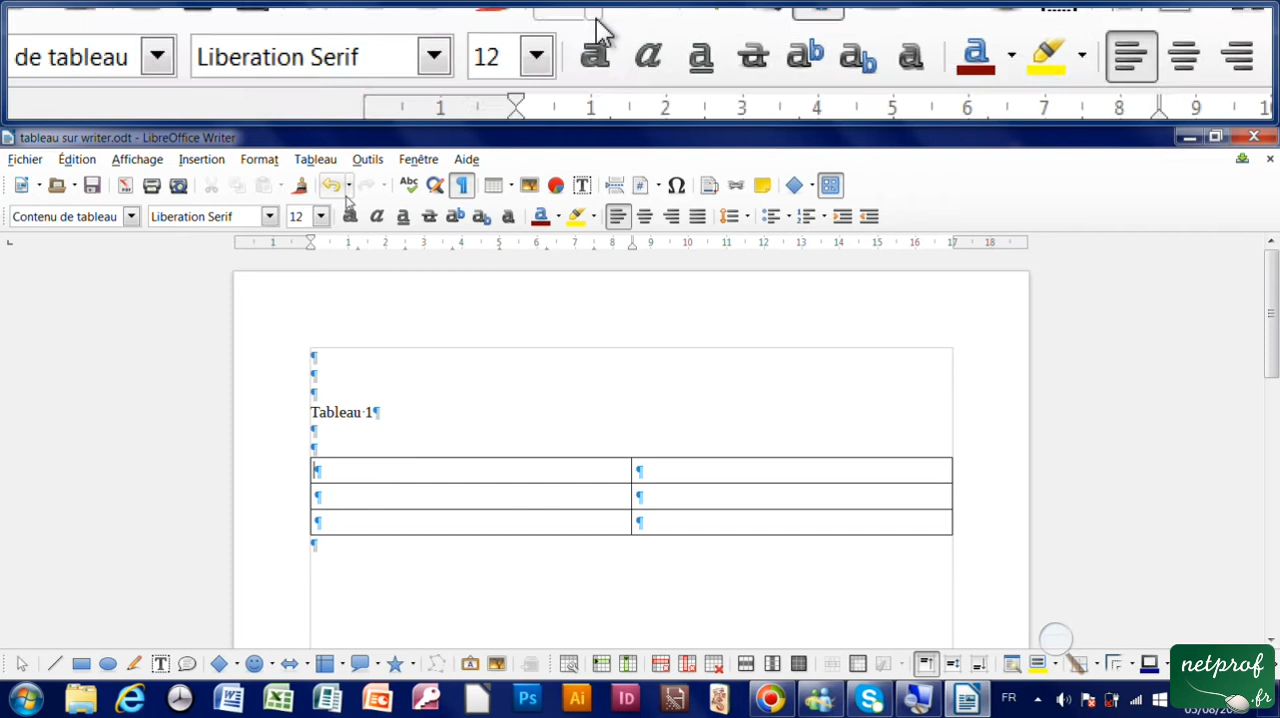 de tableau Liberation Serif 12
1 1 2 3 4 5 6 7 8 9
tableau sur writer.odt - LibreOffice Writer
Fichier Édition Affichage Insertion Format Tableau Outils Fenêtre Aide
Contenu de tableau Liberation Serif 12
1 1 2 3 4 5 6 7 8 9 10 11 12 13 14 15 16 17 18
Tableau 1
FR
netprof
.fr